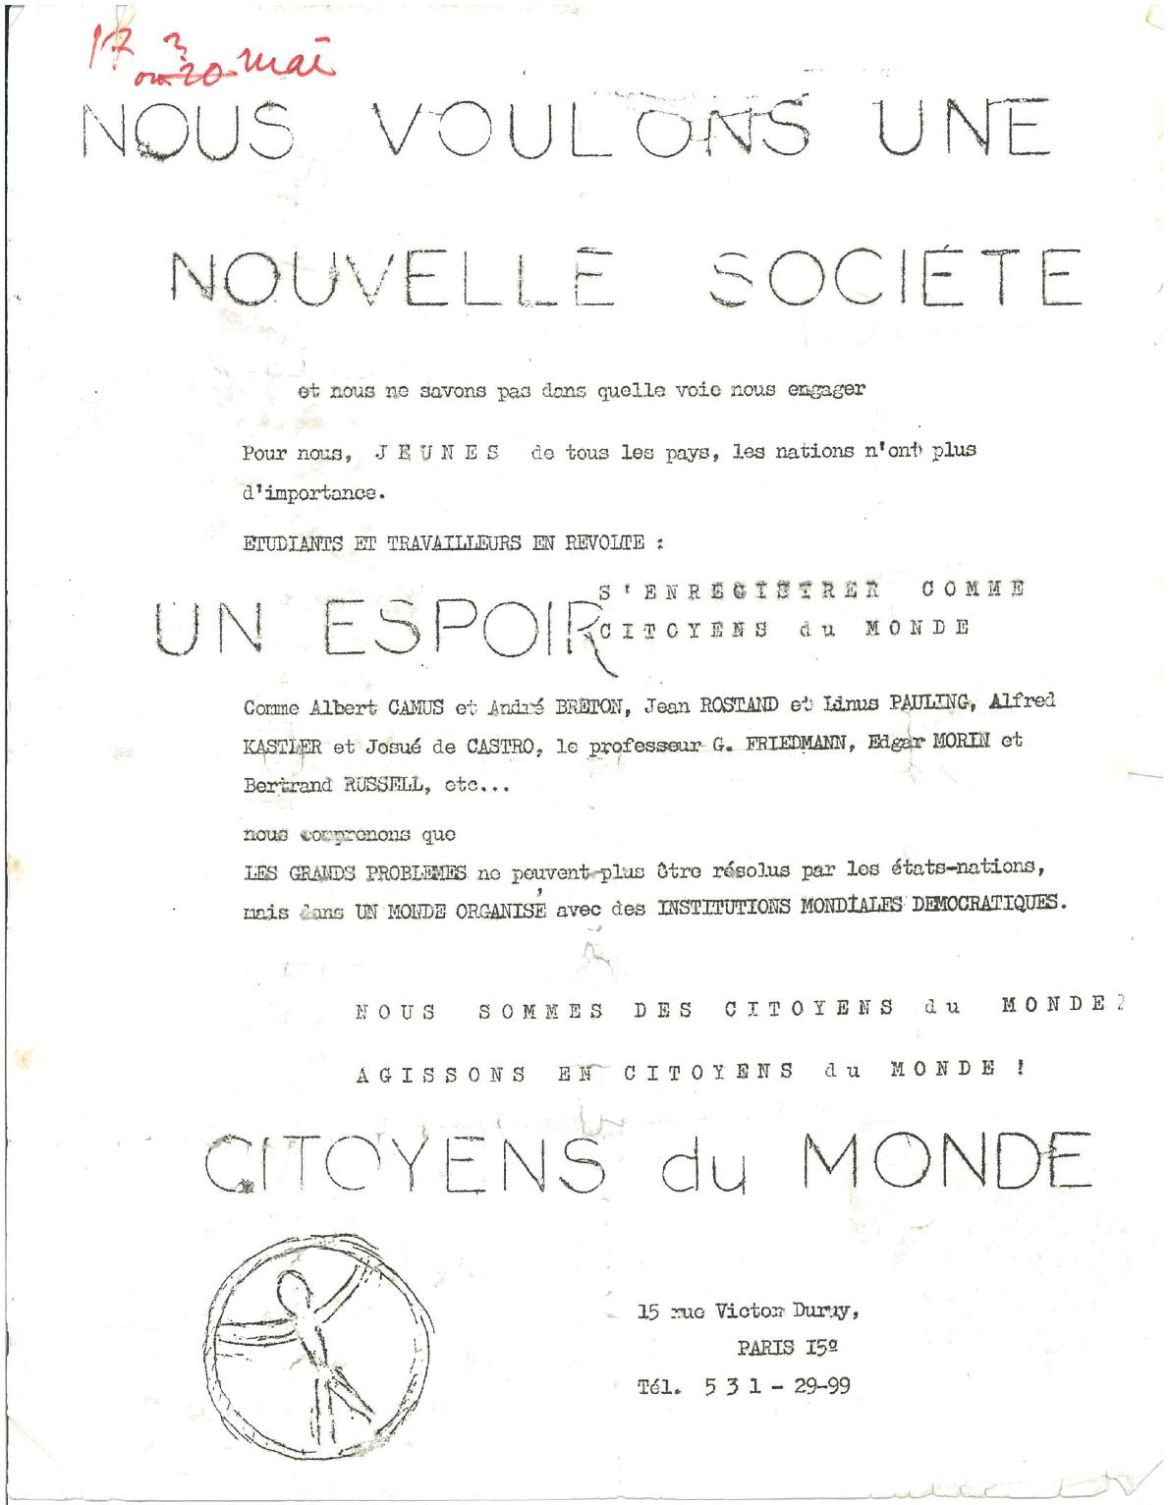 17 ? mai
ou 20
NOUS VOULONS UNE
NOUVELLE SOCIÉTE
et nous ne savons pas dans quelle voie nous engager
Pour nous, J E U N E S de tous les pays, les nations n'ont plus
d'importance.
ETUDIANTS ET TRAVAILLEURS EN REVOLTE :
UN ESPOIR
S'ENREGISTRER COMME
CITOYENS du MONDE
Comme Albert CAMUS et André BRETON, Jean ROSTAND et Linus PAULING, Alfred
KASTLER et Josué de CASTRO, le professeur G. FRIEDMANN, Edgar MORIN et
Bertrand RUSSELL, etc...
nous comprenons que
LES GRANDS PROBLEMES ne peuvent plus être résolus par les états-nations,
mais dans UN MONDE ORGANISÉ avec des INSTITUTIONS MONDIALES DEMOCRATIQUES.
NOUS SOMMES DES CITOYENS du MONDE?
AGISSONS EN CITOYENS du MONDE !
CITOYENS du MONDE
15 rue Victor Duruy,
PARIS I5º
Tél. 5 3 1 - 29-99